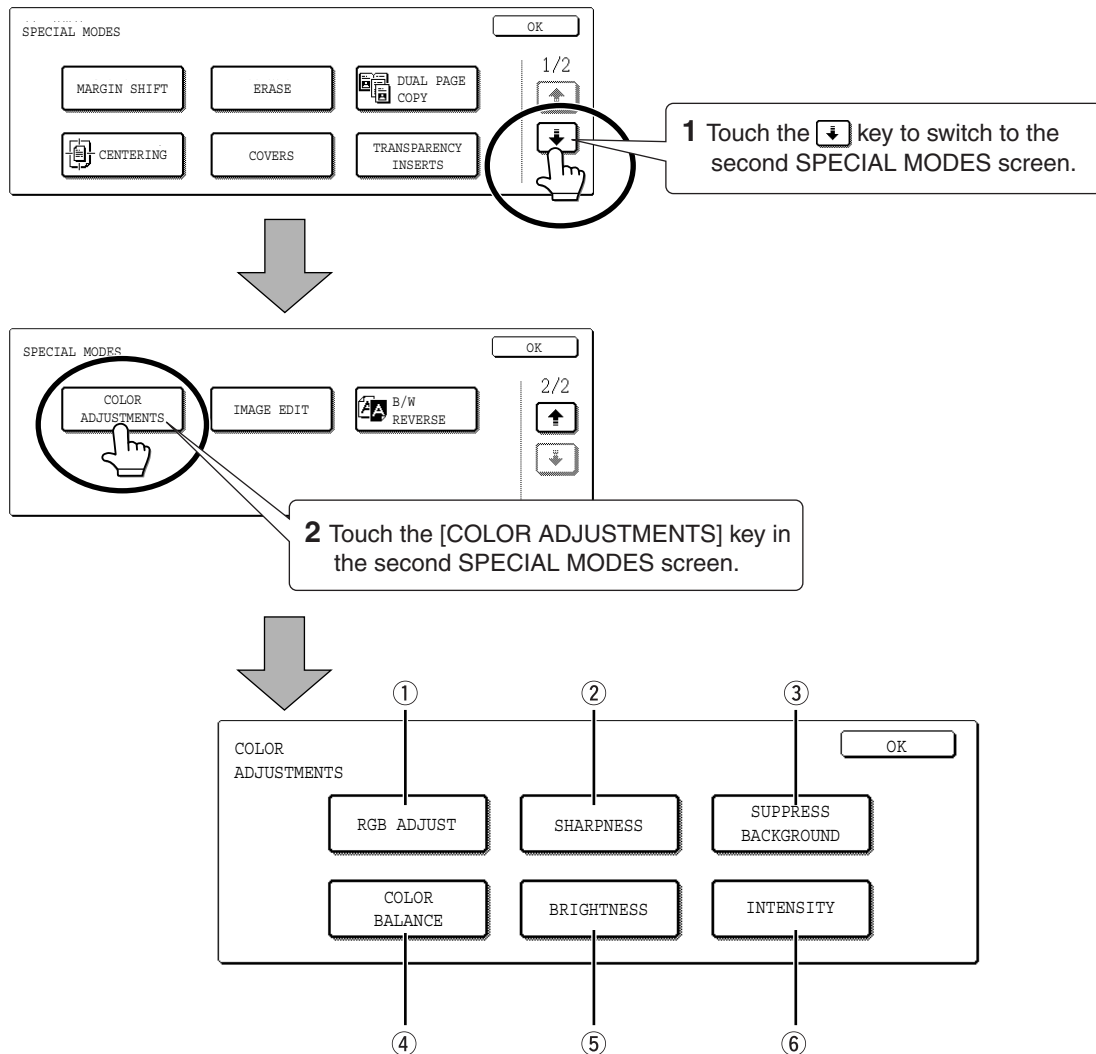 SPECIAL MODES
OK
1/2
MARGIN SHIFT
ERASE
DUAL PAGE
COPY
CENTERING
COVERS
TRANSPARENCY
INSERTS
1 Touch the key to switch to the
second SPECIAL MODES screen.
SPECIAL MODES
OK
2/2
COLOR
ADJUSTMENTS
IMAGE EDIT
B/W
REVERSE
2 Touch the [COLOR ADJUSTMENTS] key in
the second SPECIAL MODES screen.
① ② ③
COLOR
ADJUSTMENTS
OK
RGB ADJUST
SHARPNESS
SUPPRESS
BACKGROUND
COLOR
BALANCE
BRIGHTNESS
INTENSITY
④ ⑤ ⑥